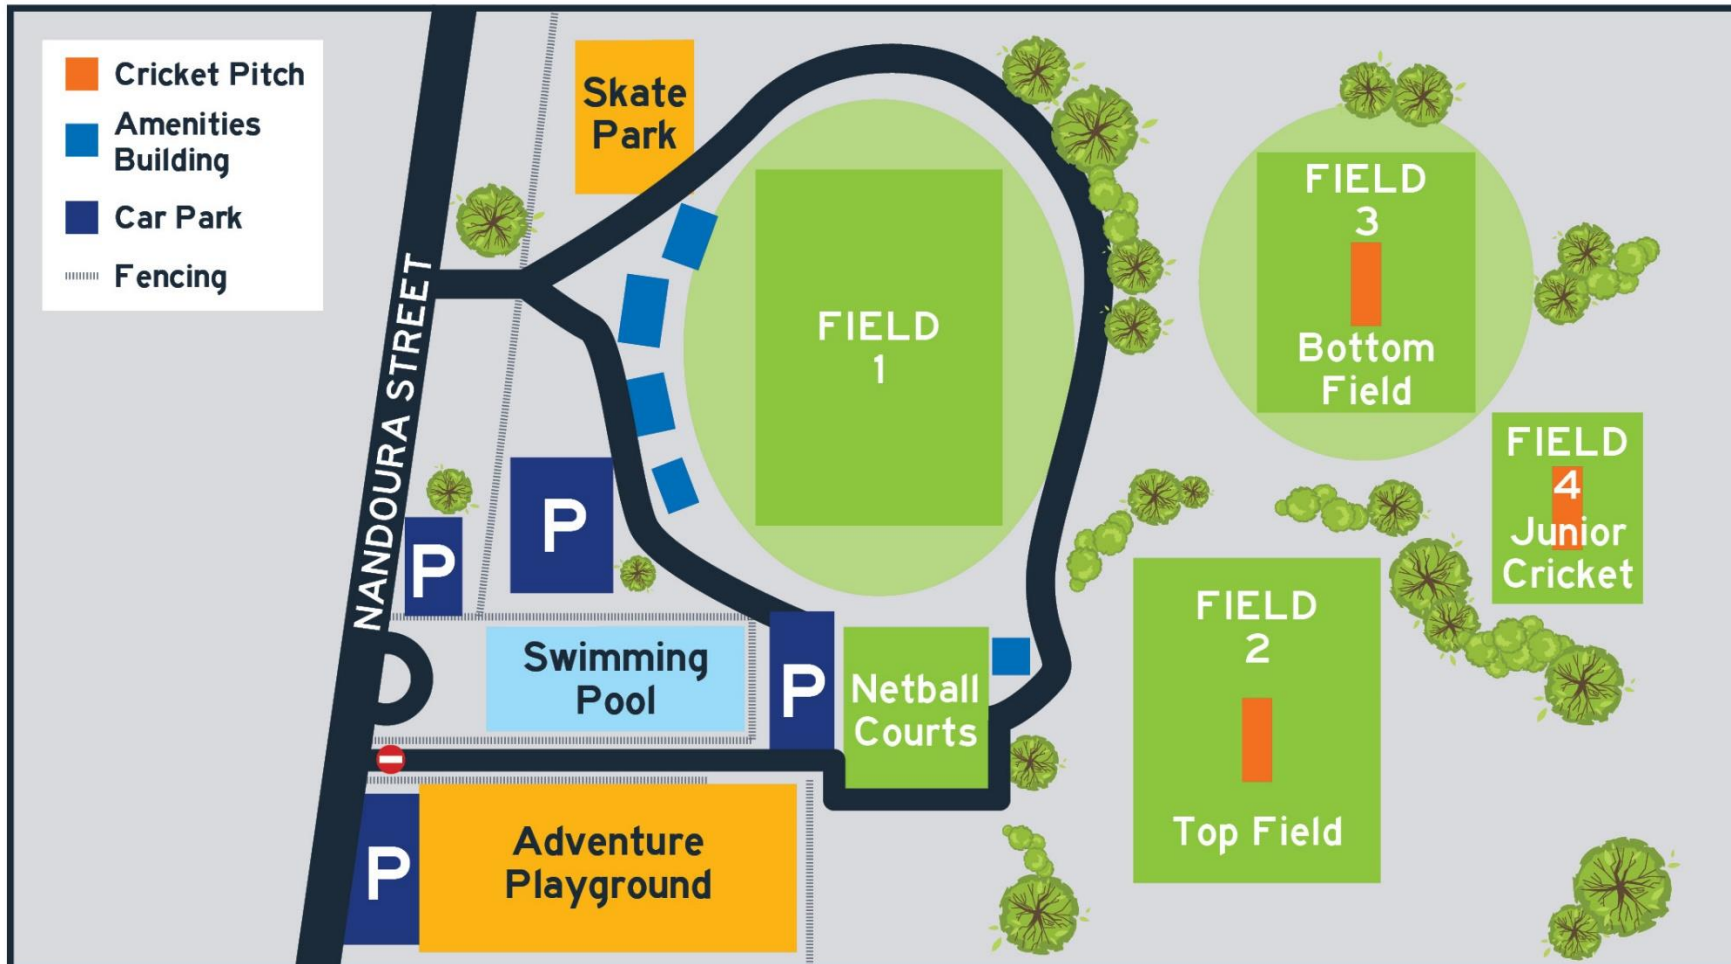 Cricket Pitch
Amenities
Building
Car Park
Fencing
NANDOURA STREET
Skate
Park
FIELD
1
FIELD
3
Bottom
Field
FIELD
4
Junior
Cricket
P
P
Swimming
Pool
P
Netball
Courts
FIELD
2
Top Field
P
Adventure
Playground